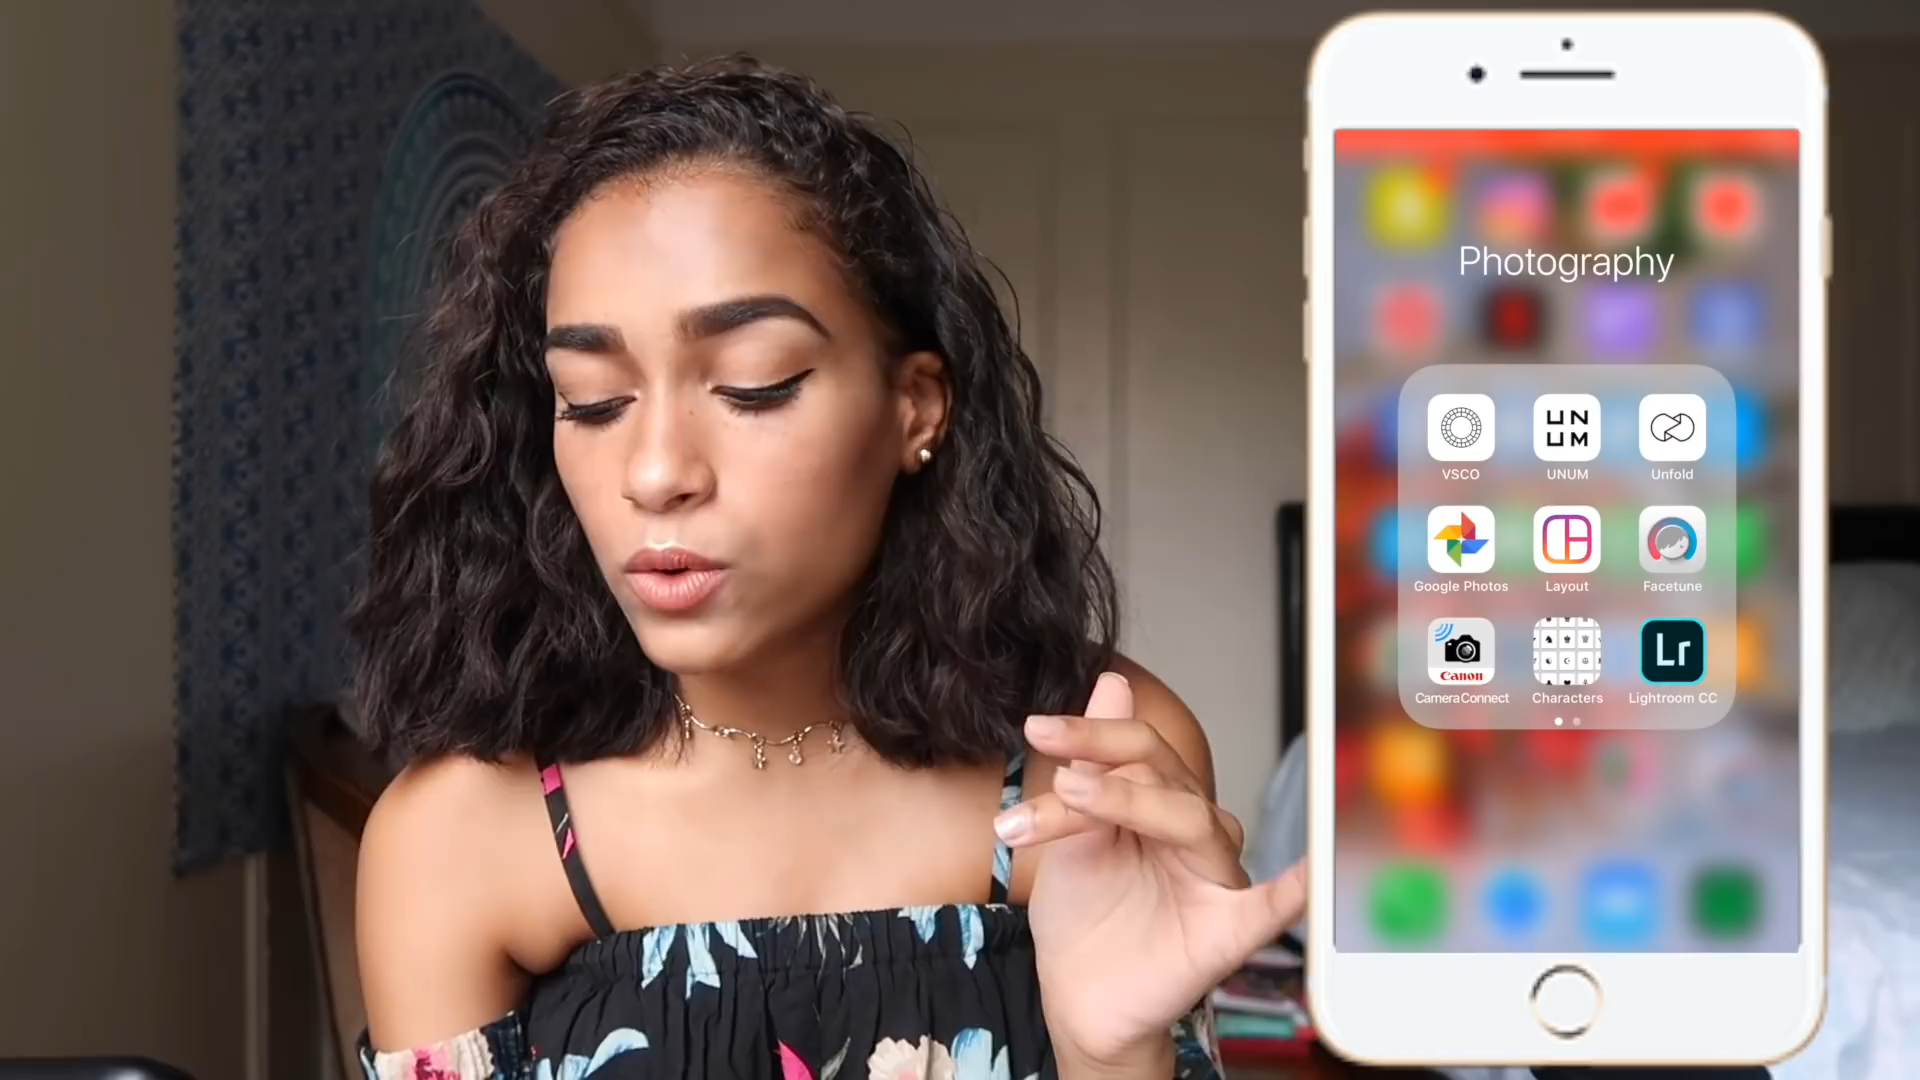 Photography
UN
UM
VSCO
UNUM
Unfold
Google Photos
Layout
Facetune
Canon
Lr
CameraConnect
Characters
Lightroom CC